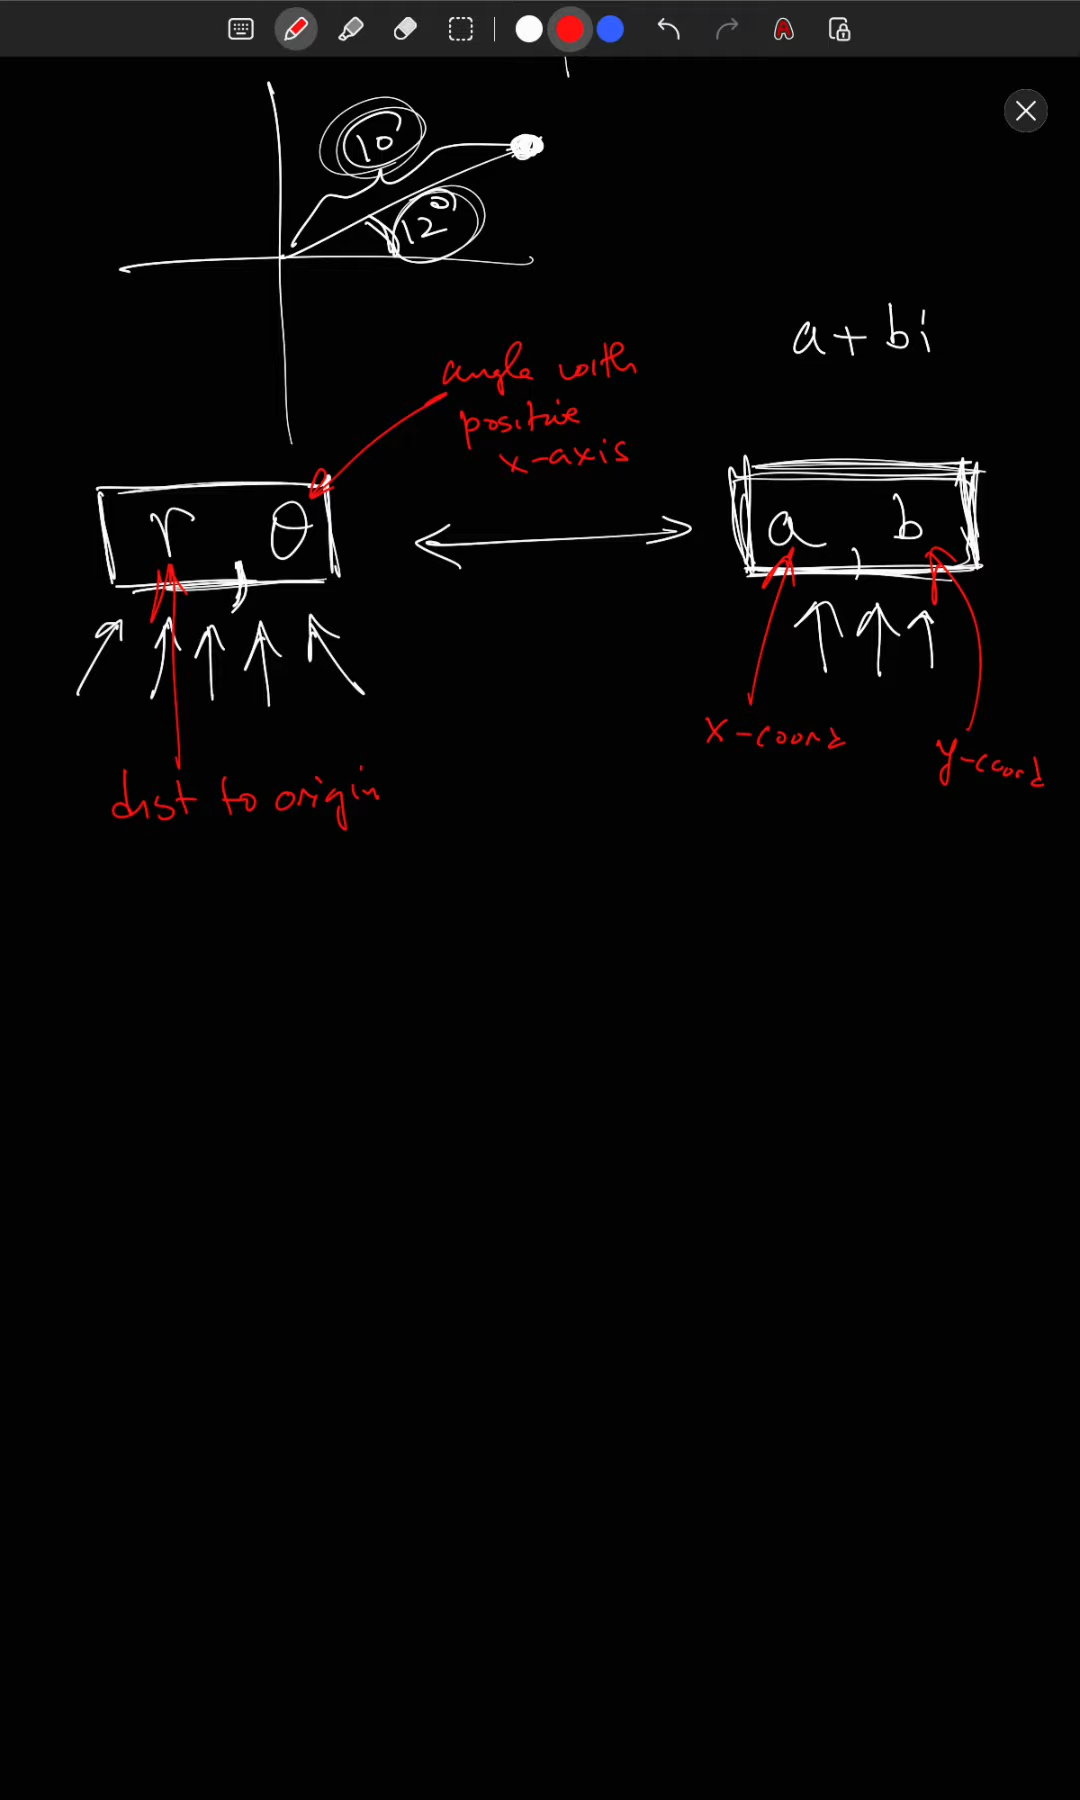 10
12°
a + bi
angle with
positive
x-axis
r, θ
a, b
x-coord
y-coord
dist to origin